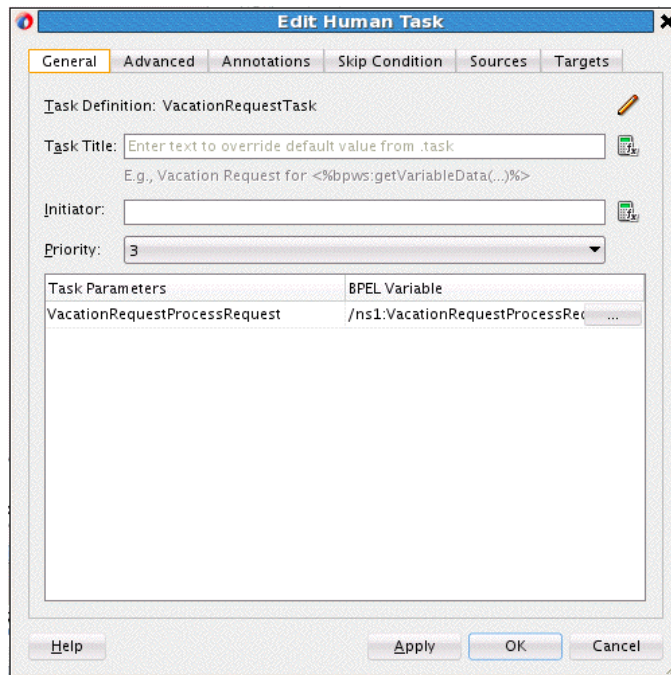 Edit Human Task
General Advanced Annotations Skip Condition Sources Targets
Task Definition: VacationRequestTask
Task Title: Enter text to override default value from .task
E.g., Vacation Request for <%bpws:getVariableData(...)%>
Initiator:
Priority: 3
Task Parameters BPEL Variable
VacationRequestProcessRequest /ns1:VacationRequestProcessRec ...
Help Apply OK Cancel